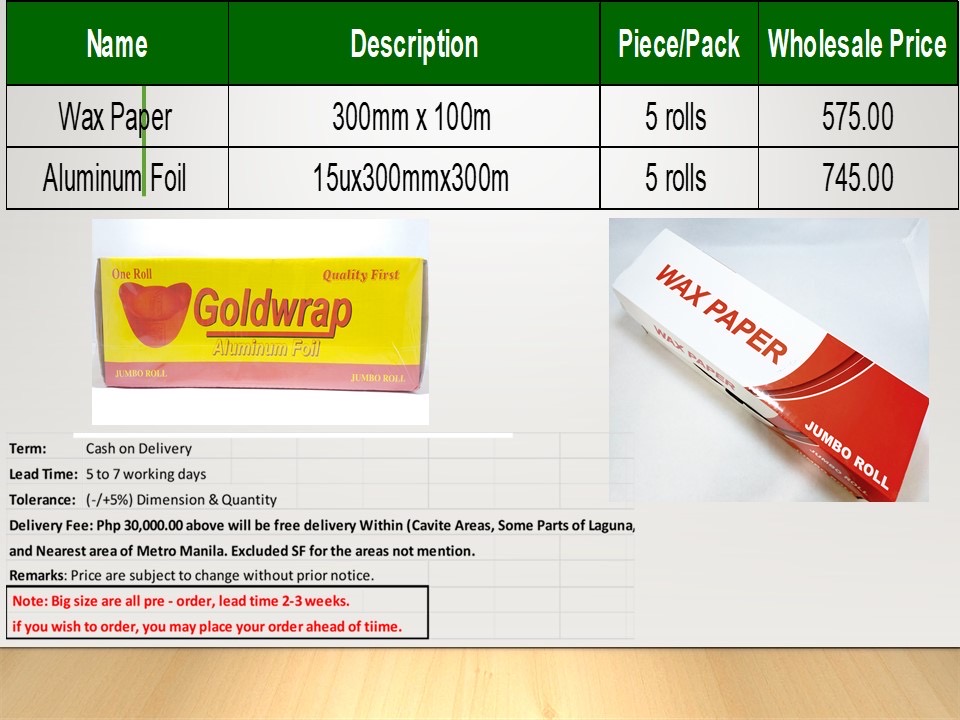 Name Description Piece/Pack Wholesale Price
Wax Paper 300mm x 100m 5 rolls 575.00
Aluminum Foil 15ux300mmx300m 5 rolls 745.00
One Roll Quality First
Goldwrap
Aluminum Foil
JUMBO ROLL JUMBO ROLL
WAX PAPER
WAX PAPER
JUMBO ROLL
JUMBO ROLL
Term: Cash on Delivery
Lead Time: 5 to 7 working days
Tolerance: (-/+5%) Dimension & Quantity
Delivery Fee: Php 30,000.00 above will be free delivery Within (Cavite Areas, Some Parts of Laguna,
and Nearest area of Metro Manila. Excluded SF for the areas not mention.
Remarks: Price are subject to change without prior notice.
Note: Big size are all pre - order, lead time 2-3 weeks.
if you wish to order, you may place your order ahead of tiime.